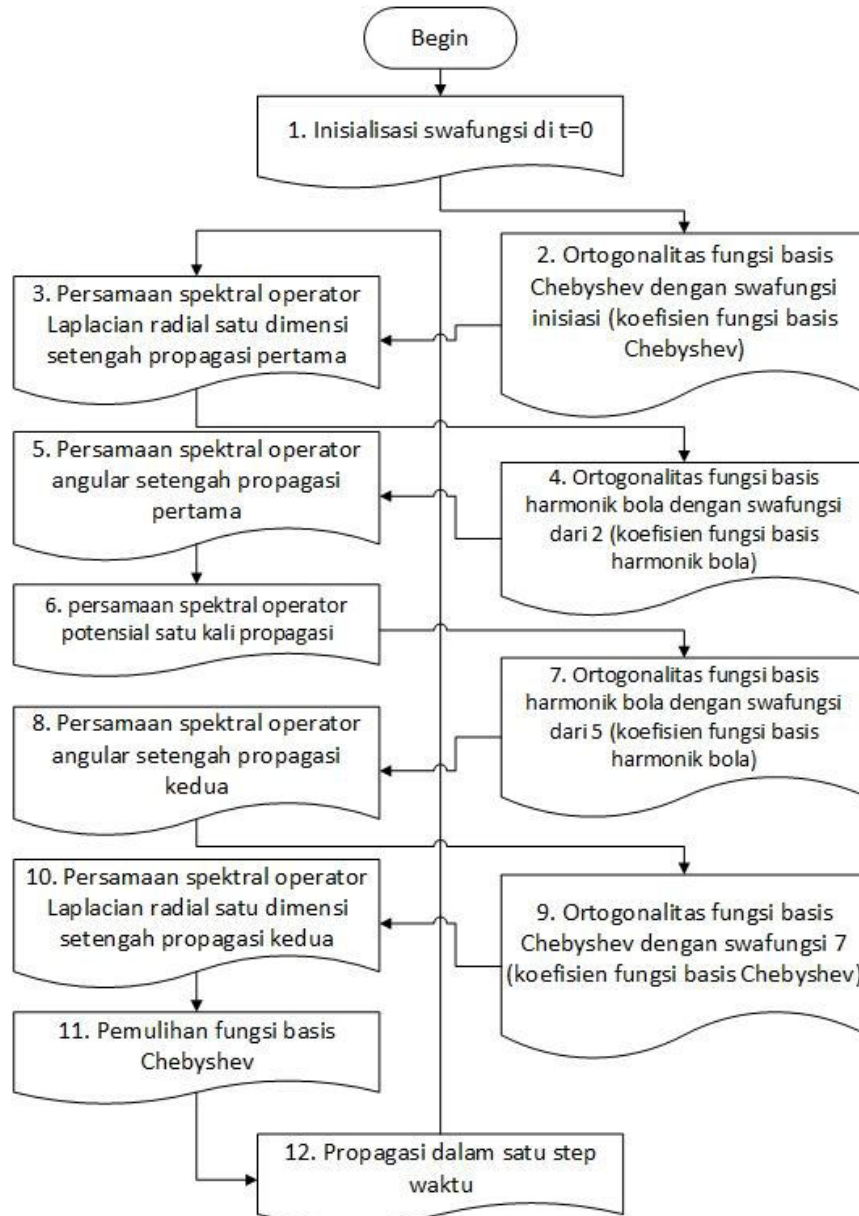 Begin
1. Inisialisasi swafungsi di t=0
2. Ortogonalitas fungsi basis
Chebyshev dengan swafungsi
inisiasi (koefisien fungsi basis
Chebyshev)
3. Persamaan spektral operator
Laplacian radial satu dimensi
setengah propagasi pertama
4. Ortogonalitas fungsi basis
harmonik bola dengan swafungsi
dari 2 (koefisien fungsi basis
harmonik bola)
5. Persamaan spektral operator
angular setengah propagasi
pertama
6. persamaan spektral operator
potensial satu kali propagasi
7. Ortogonalitas fungsi basis
harmonik bola dengan swafungsi
dari 5 (koefisien fungsi basis
harmonik bola)
8. Persamaan spektral operator
angular setengah propagasi
kedua
9. Ortogonalitas fungsi basis
Chebyshev dengan swafungsi 7
(koefisien fungsi basis Chebyshev)
10. Persamaan spektral operator
Laplacian radial satu dimensi
setengah propagasi kedua
11. Pemulihan fungsi basis
Chebyshev
12. Propagasi dalam satu step
waktu